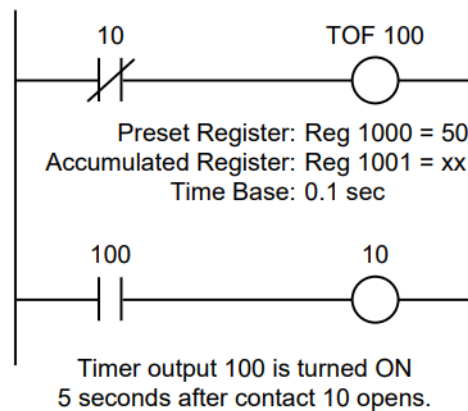 10 TOF 100
Preset Register: Reg 1000 = 50
Accumulated Register: Reg 1001 = xx
Time Base: 0.1 sec
100 10
Timer output 100 is turned ON
5 seconds after contact 10 opens.